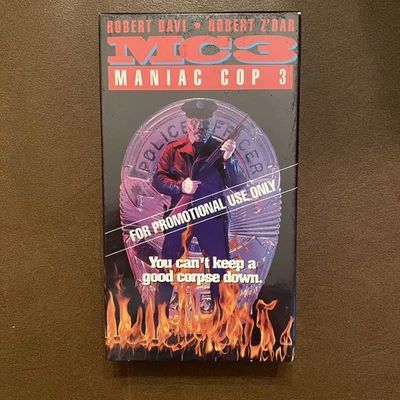 ROBERT DAVI • ROBERT Z'DAR
MC3
MANIAC COP 3
POLICE OFFICER
FOR PROMOTIONAL USE ONLY
You can't keep a
good corpse down.